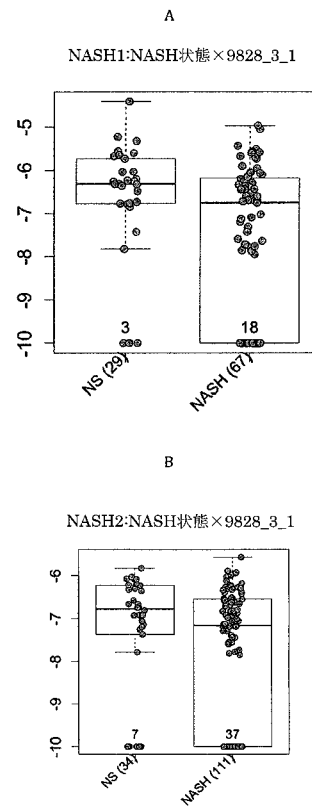 A
NASH1:NASH状態×9828_3_1
-5
-6
-7
-8
-9
-10
3
18
NS (29)
NASH (67)
B
NASH2:NASH状態×9828_3_1
-6
-7
-8
-9
-10
7
37
NS (34)
NASH (111)